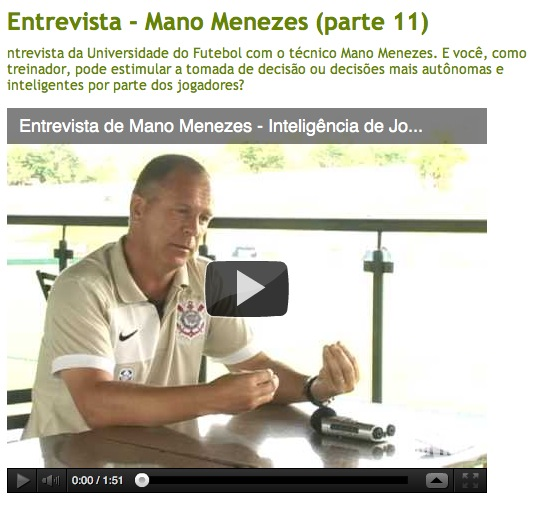 Entrevista - Mano Menezes (parte 11)
ntrevista da Universidade do Futebol com o técnico Mano Menezes. E você, como
treinador, pode estimular a tomada de decisão ou decisões mais autônomas e
inteligentes por parte dos jogadores?
Entrevista de Mano Menezes - Inteligência de Jo...
0:00 / 1:51